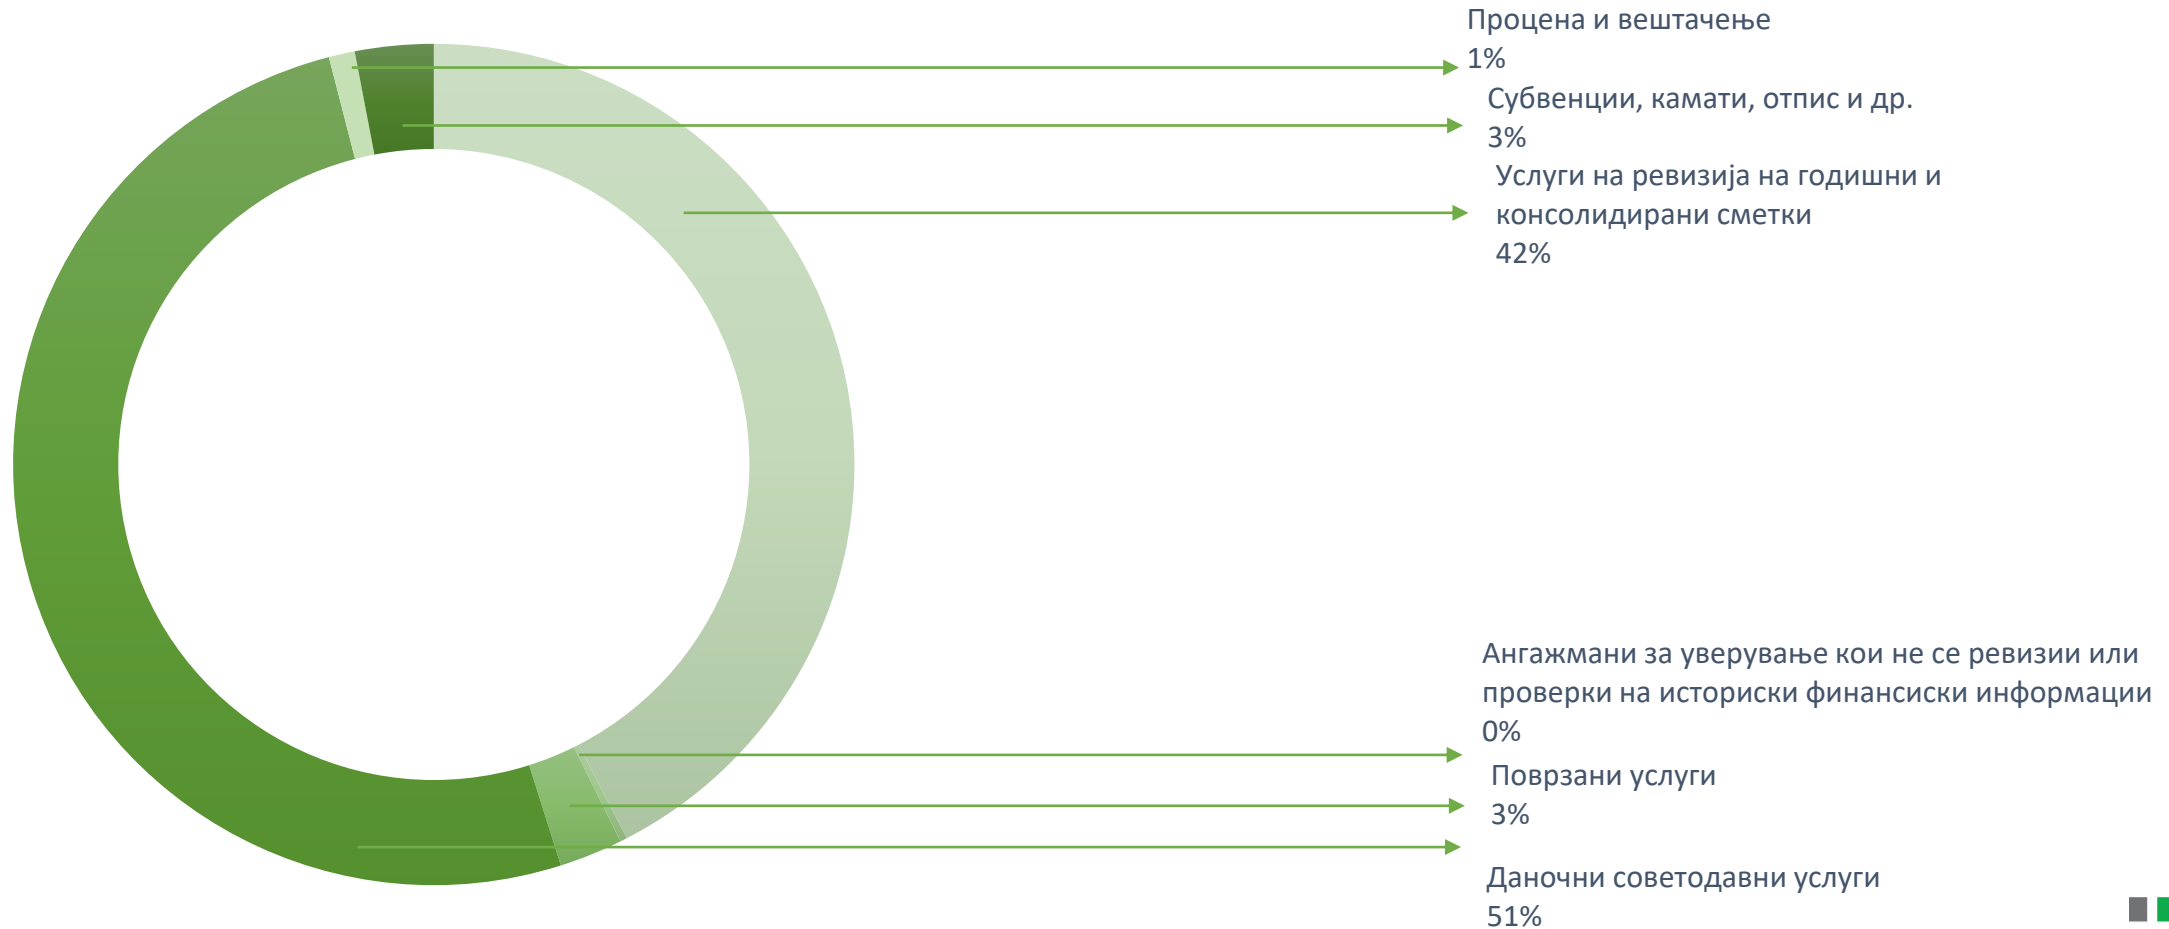 Процена и вештачење
1%
Субвенции, камати, отпис и др.
3%
Услуги на ревизија на годишни и
консолидирани сметки
42%
Ангажмани за уверување кои не се ревизии или
проверки на историски финансиски информации
0%
Поврзани услуги
3%
Даночни советодавни услуги
51%